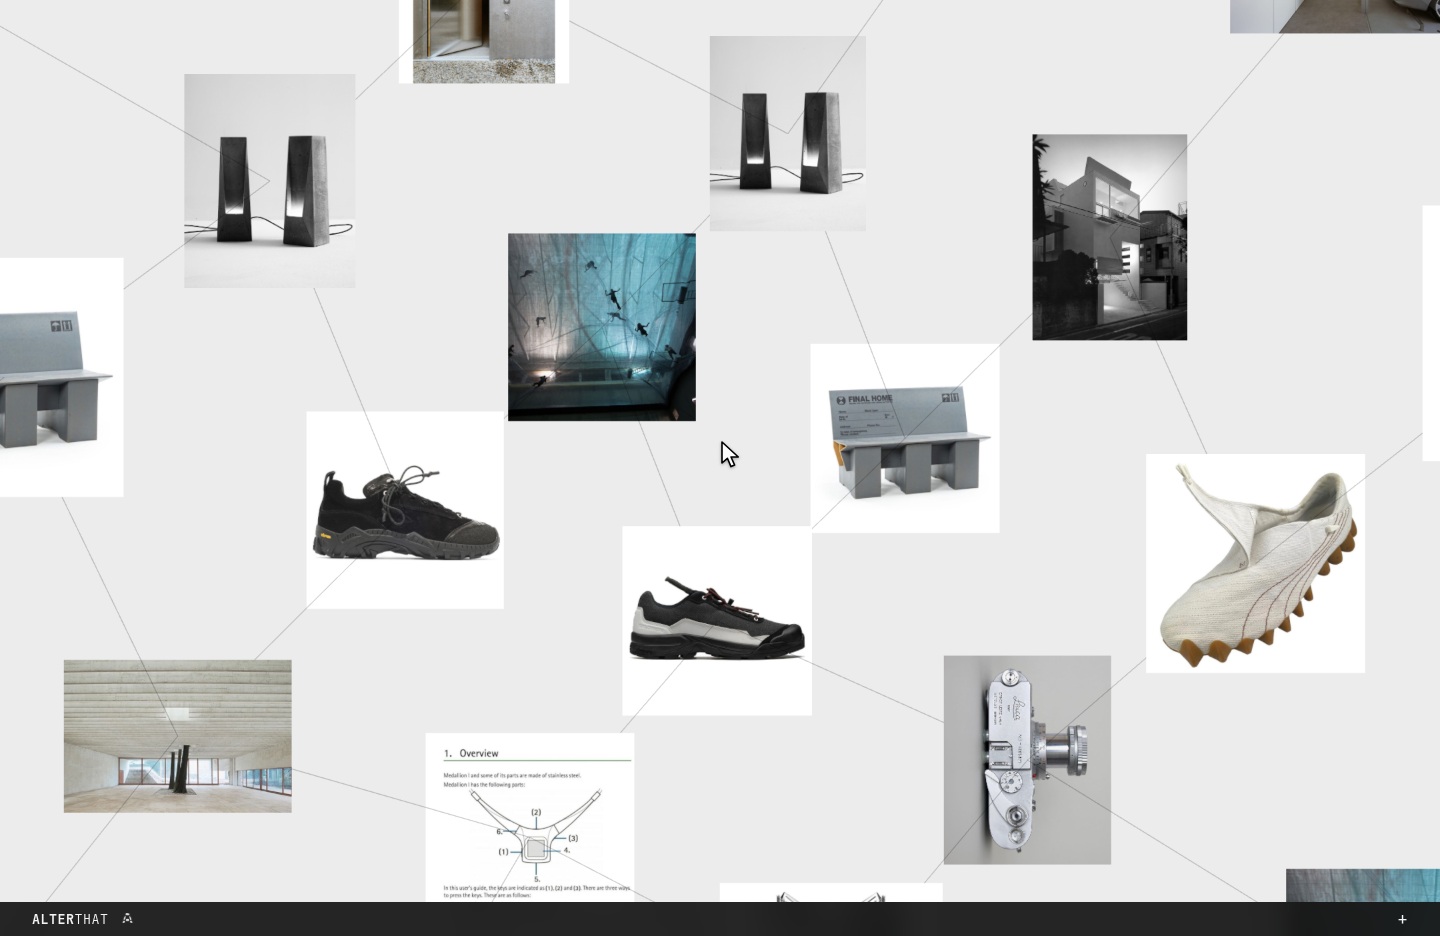 FINAL HOME
1. Overview
Medallion I and some of its parts are made of stainless steel.
Medallion I has the following parts:
(2)
6.
(3)
(1)
4.
5.
In this user's guide, the keys are indicated as (1), (2) and (3). There are three ways
to press the keys. These are as follows:
ALTERTHAT
+